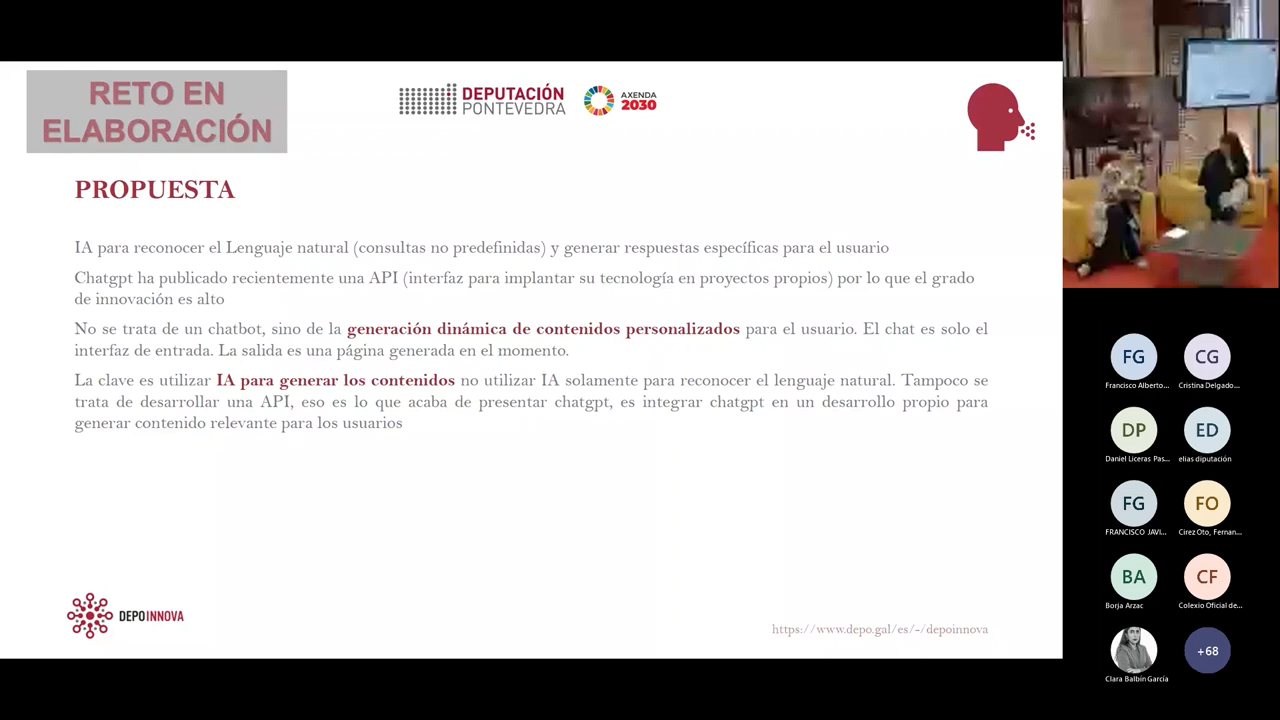 RETO EN
ELABORACIÓN
DEPUTACIÓN
PONTEVEDRA
AXENDA
2030
PROPUESTA
IA para reconocer el Lenguaje natural (consultas no predefinidas) y generar respuestas específicas para el usuario
Chatgpt ha publicado recientemente una API (interfaz para implantar su tecnología en proyectos propios) por lo que el grado
de innovación es alto
No se trata de un chatbot, sino de la generación dinámica de contenidos personalizados para el usuario. El chat es solo el
interfaz de entrada. La salida es una página generada en el momento.
La clave es utilizar IA para generar los contenidos no utilizar IA solamente para reconocer el lenguaje natural. Tampoco se
trata de desarrollar una API, eso es lo que acaba de presentar chatgpt, es integrar chatgpt en un desarrollo propio para
generar contenido relevante para los usuarios
DEPOINNOVA
https://www.depo.gal/es/-/depoinnova
FG CG
Francisco Alberto... Cristina Delgado...
DP ED
Daniel Liceras Pas... elias diputación
FG FO
FRANCISCO JAVI... Cirez Oto, Fernan...
BA CF
Borja Arzac Colexio Oficial de...
+68
Clara Balbín García